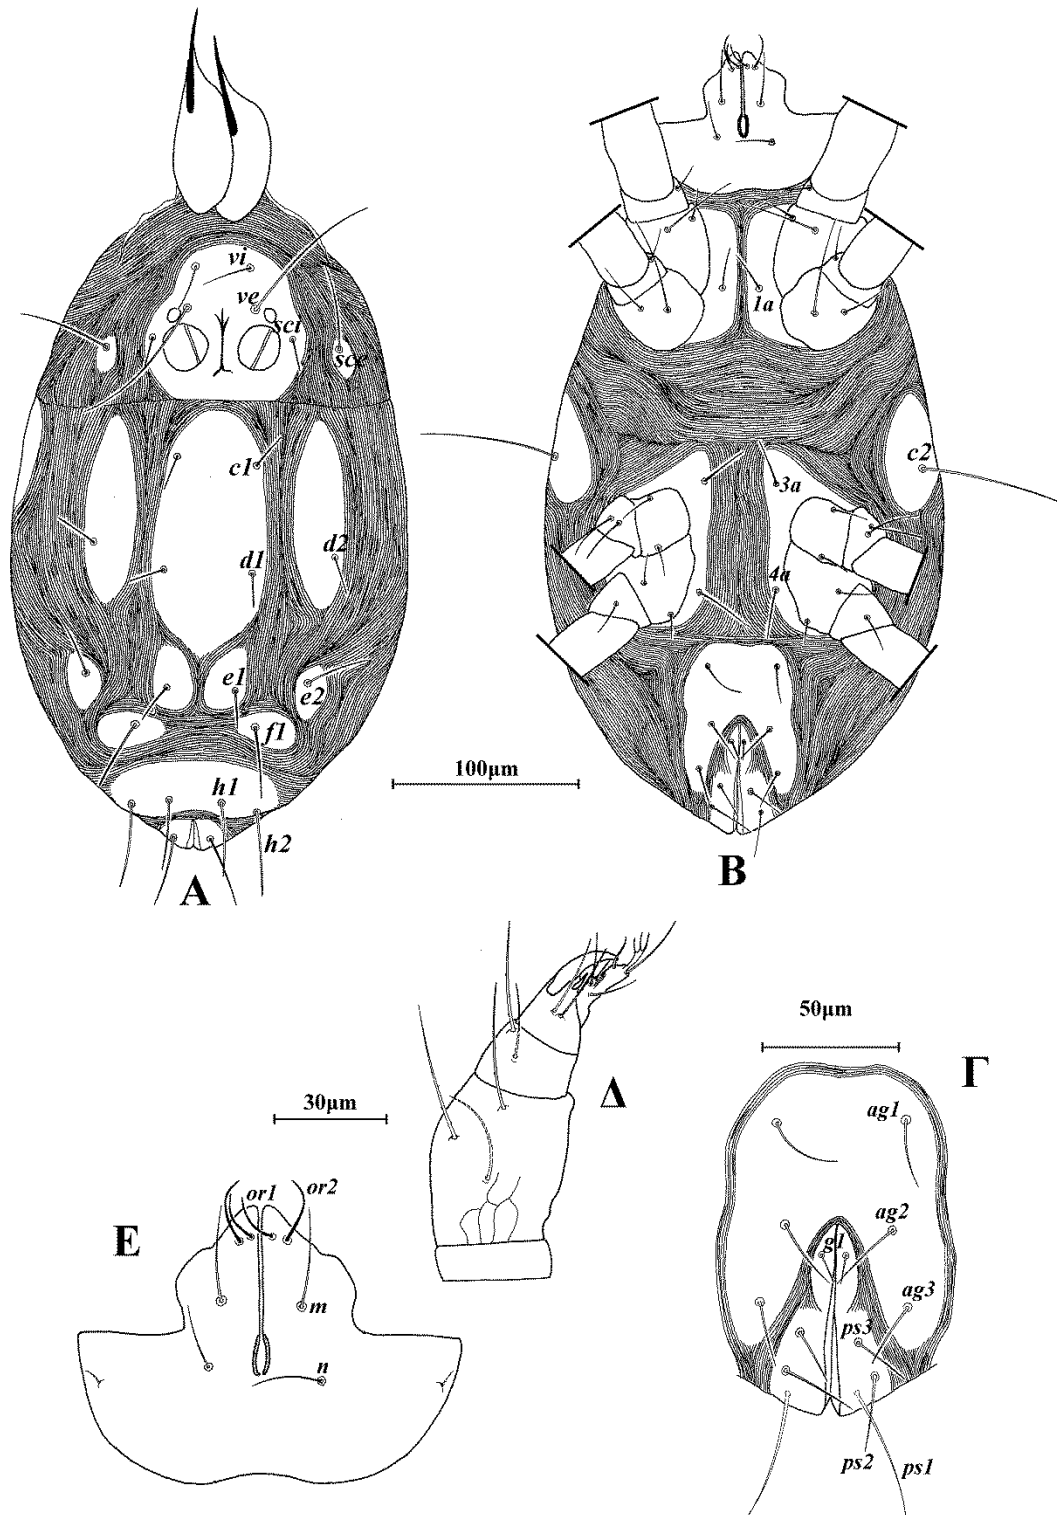 vi
ve
sci
sce
c1
d1
d2
e1
e2
f1
h1
h2
A
1a
c2
3a
4a
B
100μm
50μm
Γ
ag1
ag2
g1
ag3
ps3
ps2
ps1
Δ
30μm
or1
or2
E
m
n